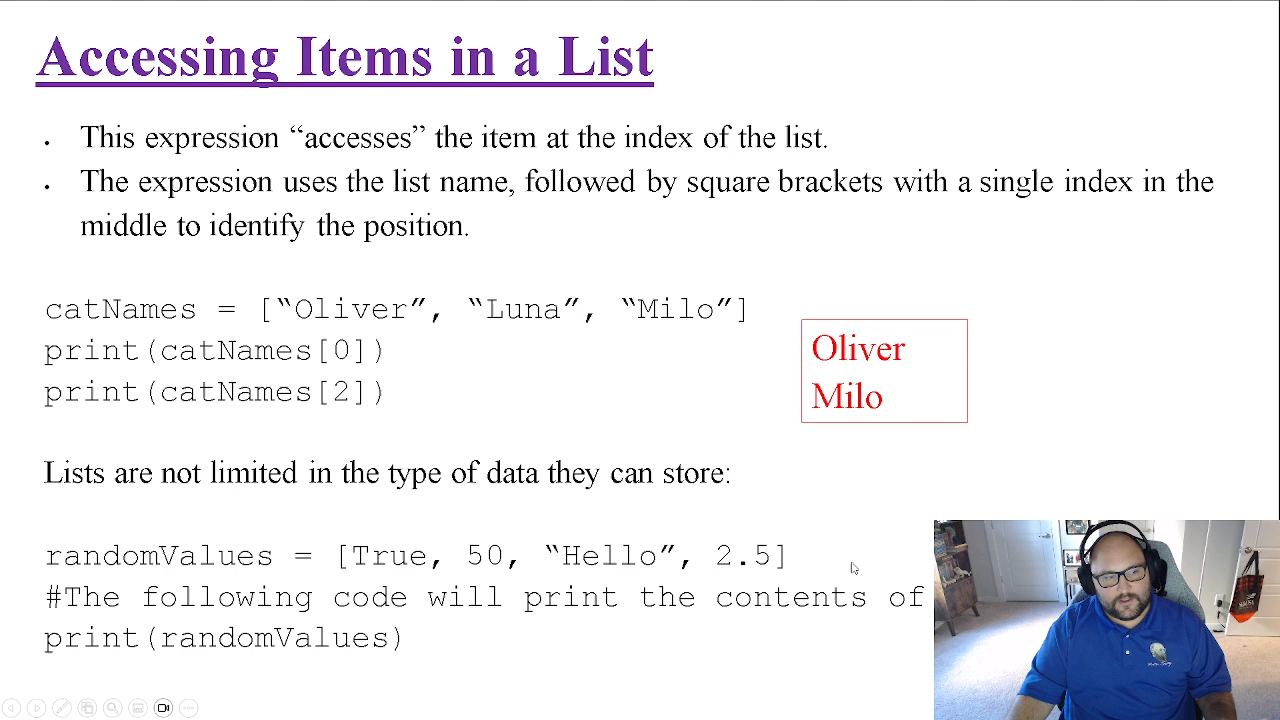 Accessing Items in a List
• This expression “accesses” the item at the index of the list.
• The expression uses the list name, followed by square brackets with a single index in the
middle to identify the position.
catNames = [“Oliver”, “Luna”, “Milo”]
print(catNames[0])
print(catNames[2])
Oliver
Milo
Lists are not limited in the type of data they can store:
randomValues = [True, 50, “Hello”, 2.5]
#The following code will print the contents of
print(randomValues)